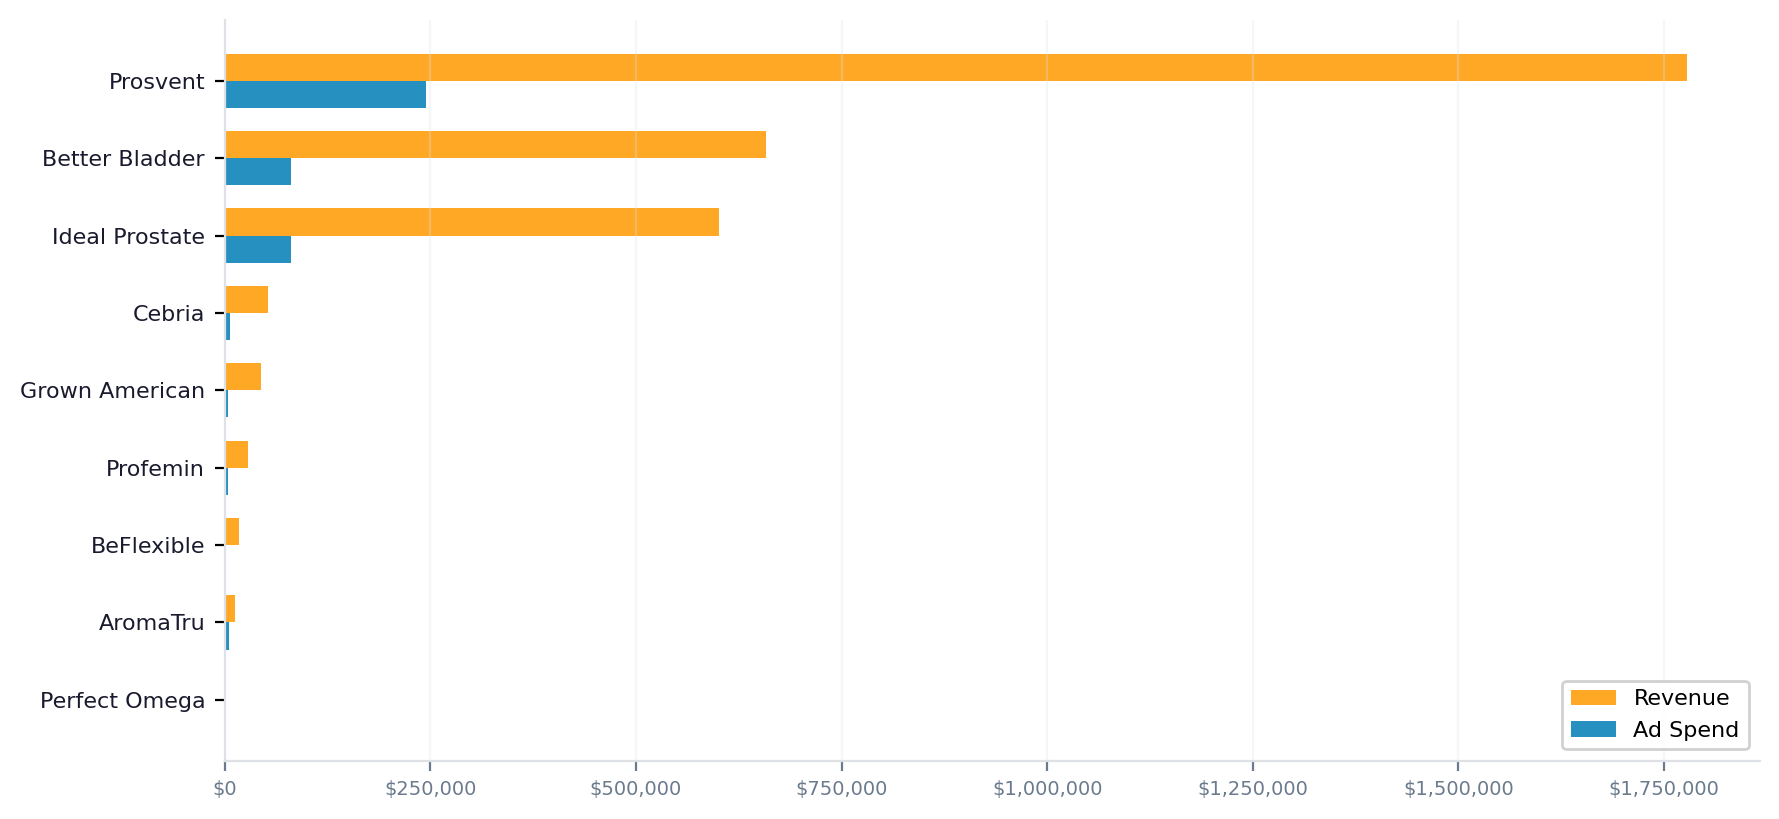 Prosvent
Better Bladder
Ideal Prostate
Cebria
Grown American
Profemin
BeFlexible
AromaTru
Perfect Omega
Revenue
Ad Spend
$0 $250,000 $500,000 $750,000 $1,000,000 $1,250,000 $1,500,000 $1,750,000